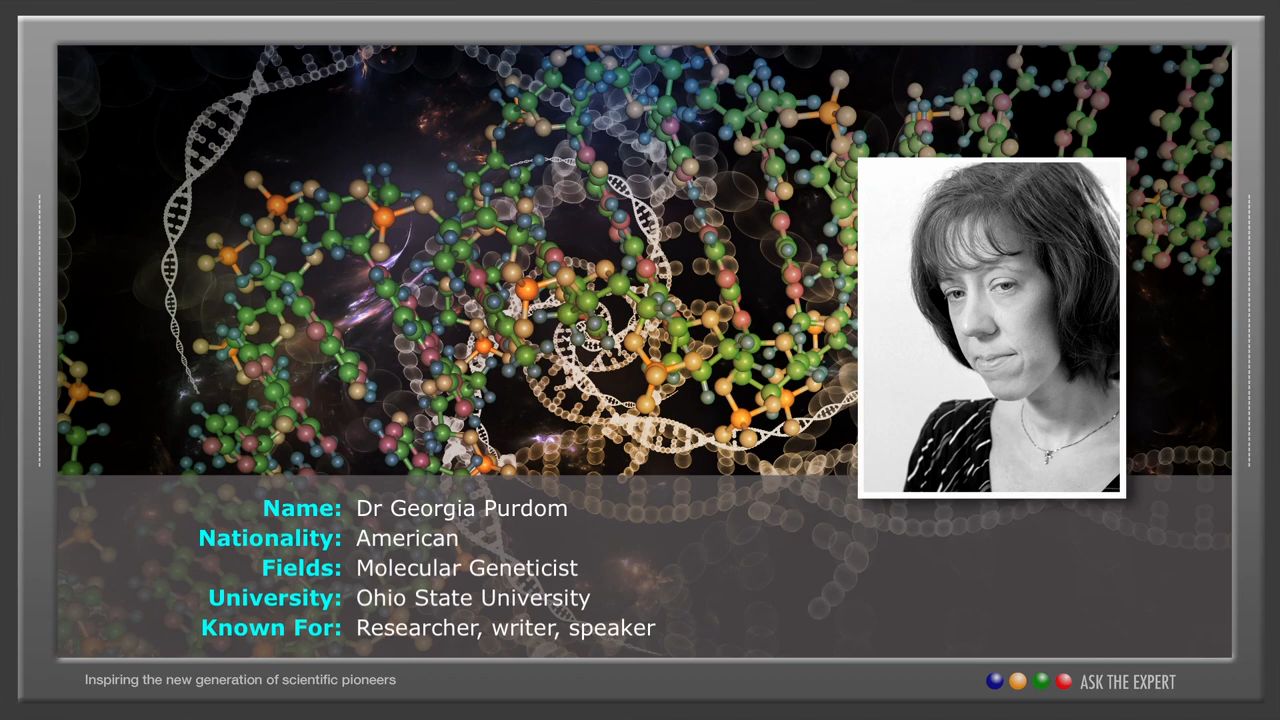 Name: Dr Georgia Purdom
Nationality: American
Fields: Molecular Geneticist
University: Ohio State University
Known For: Researcher, writer, speaker
Inspiring the new generation of scientific pioneers
ASK THE EXPERT